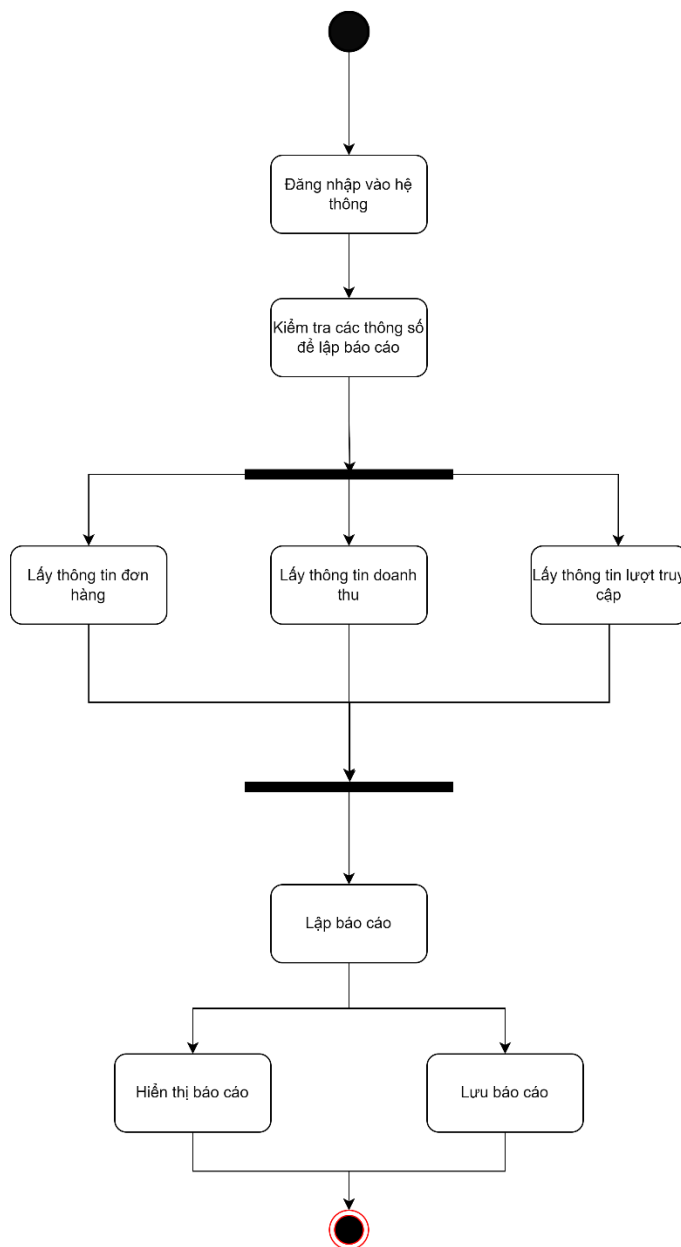 Đăng nhập vào hệ
thông
Kiểm tra các thông số
để lập báo cáo
Lấy thông tin đơn
hàng
Lấy thông tin doanh
thu
Lấy thông tin lượt truy
cập
Lập báo cáo
Hiển thị báo cáo
Lưu báo cáo